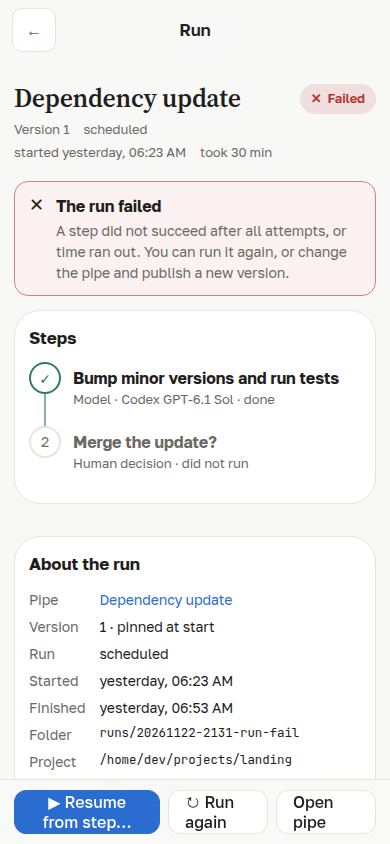 ←
Run
Dependency update
✕ Failed
Version 1 scheduled
started yesterday, 06:23 AM took 30 min
✕ The run failed
A step did not succeed after all attempts, or
time ran out. You can run it again, or change
the pipe and publish a new version.
Steps
✓ Bump minor versions and run tests
Model · Codex GPT-6.1 Sol · done
2 Merge the update?
Human decision · did not run
About the run
Pipe Dependency update
Version 1 · pinned at start
Run scheduled
Started yesterday, 06:23 AM
Finished yesterday, 06:53 AM
Folder runs/20261122-2131-run-fail
Project /home/dev/projects/landing
▶ Resume
from step…
↻ Run
again
Open
pipe